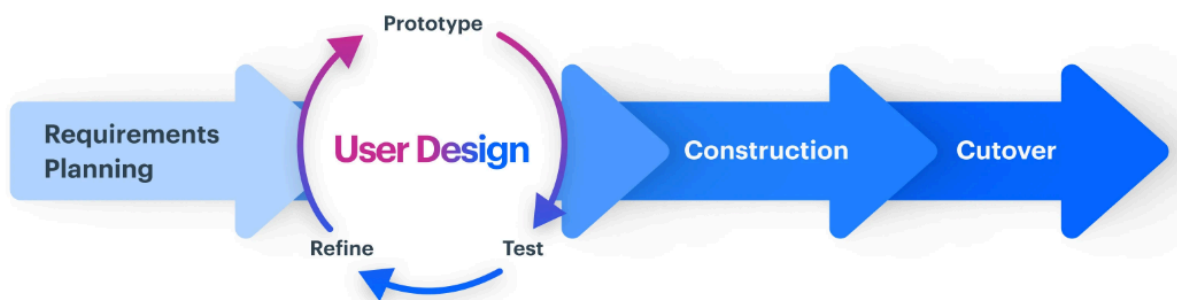 Prototype
Requirements
Planning
User Design
Construction
Cutover
Refine
Test